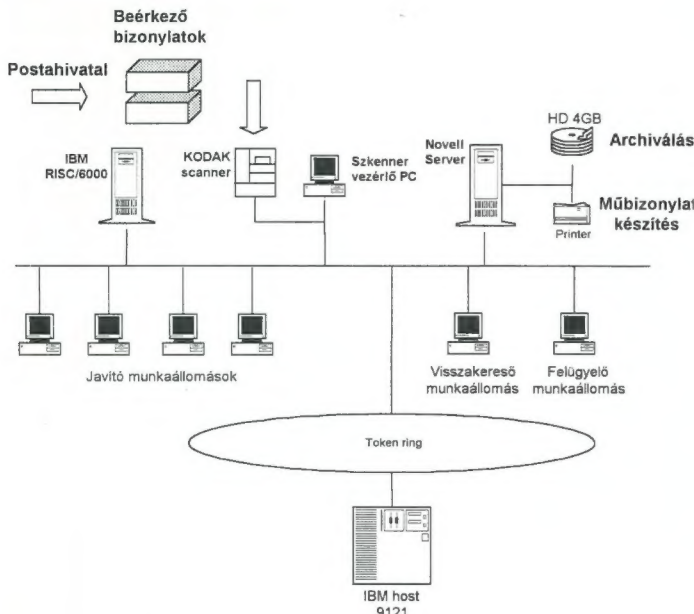 Beérkező
bizonylatok
Postahivatal
IBM
RISC/6000
KODAK
scanner
Szkenner
vezérlő PC
Novell
Server
HD 4GB
Archiválás
Printer
Műbizonylat
készítés
Javító munkaállomások
Visszakereső
munkaállomás
Felügyelő
munkaállomás
Token ring
IBM host
9121